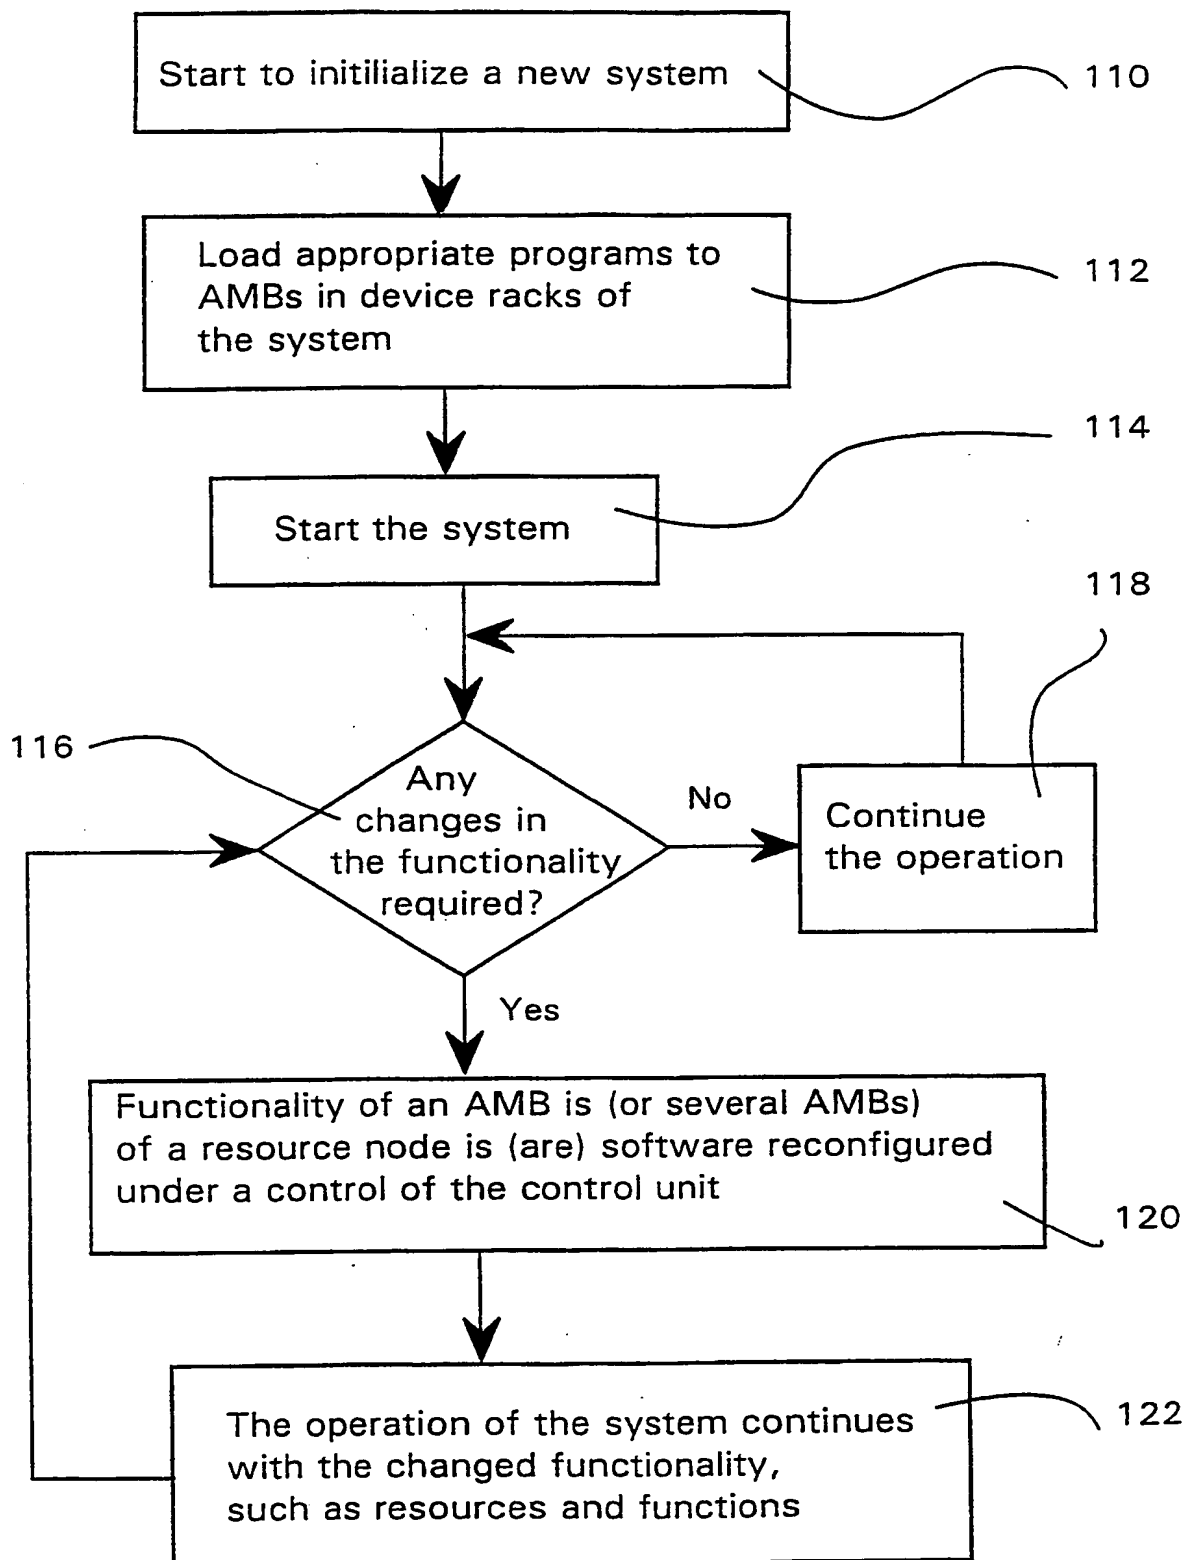 Start to initilialize a new system
110
Load appropriate programs to
AMBs in device racks of
the system
112
114
Start the system
118
116
Any
changes in
the functionality
required?
No
Continue
the operation
Yes
Functionality of an AMB is (or several AMBs)
of a resource node is (are) software reconfigured
under a control of the control unit
120
The operation of the system continues
with the changed functionality,
such as resources and functions
122